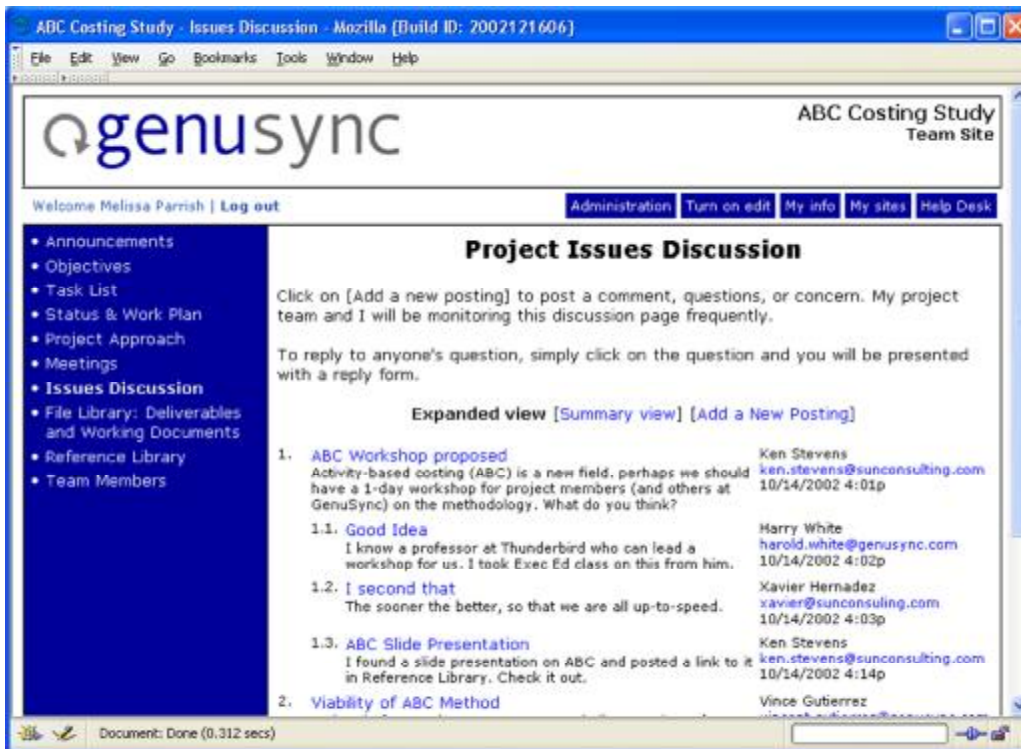 ABC Costing Study - Issues Discussion - Mozilla {Build ID: 2002121606}
File Edit View Go Bookmarks Tools Window Help
genusync
ABC Costing Study
Team Site
Welcome Melissa Parrish | Log out
Administration Turn on edit My info My sites Help Desk
• Announcements
• Objectives
• Task List
• Status & Work Plan
• Project Approach
• Meetings
• Issues Discussion
• File Library: Deliverables
and Working Documents
• Reference Library
• Team Members
Project Issues Discussion
Click on [Add a new posting] to post a comment, questions, or concern. My project
team and I will be monitoring this discussion page frequently.
To reply to anyone's question, simply click on the question and you will be presented
with a reply form.
Expanded view [Summary view] [Add a New Posting]
1. ABC Workshop proposed
Activity-based costing (ABC) is a new field. perhaps we should
have a 1-day workshop for project members (and others at
GenuSync) on the methodology. What do you think?
Ken Stevens
ken.stevens@sunconsulting.com
10/14/2002 4:01p
1.1. Good Idea
I know a professor at Thunderbird who can lead a
workshop for us. I took Exec Ed class on this from him.
Harry White
harold.white@genusync.com
10/14/2002 4:02p
1.2. I second that
The sooner the better, so that we are all up-to-speed.
Xavier Hernadez
xavier@sunconsuling.com
10/14/2002 4:03p
1.3. ABC Slide Presentation
I found a slide presentation on ABC and posted a link to it
in Reference Library. Check it out.
Ken Stevens
ken.stevens@sunconsulting.com
10/14/2002 4:14p
2. Viability of ABC Method
Vince Gutierrez
Document: Done (0.312 secs)